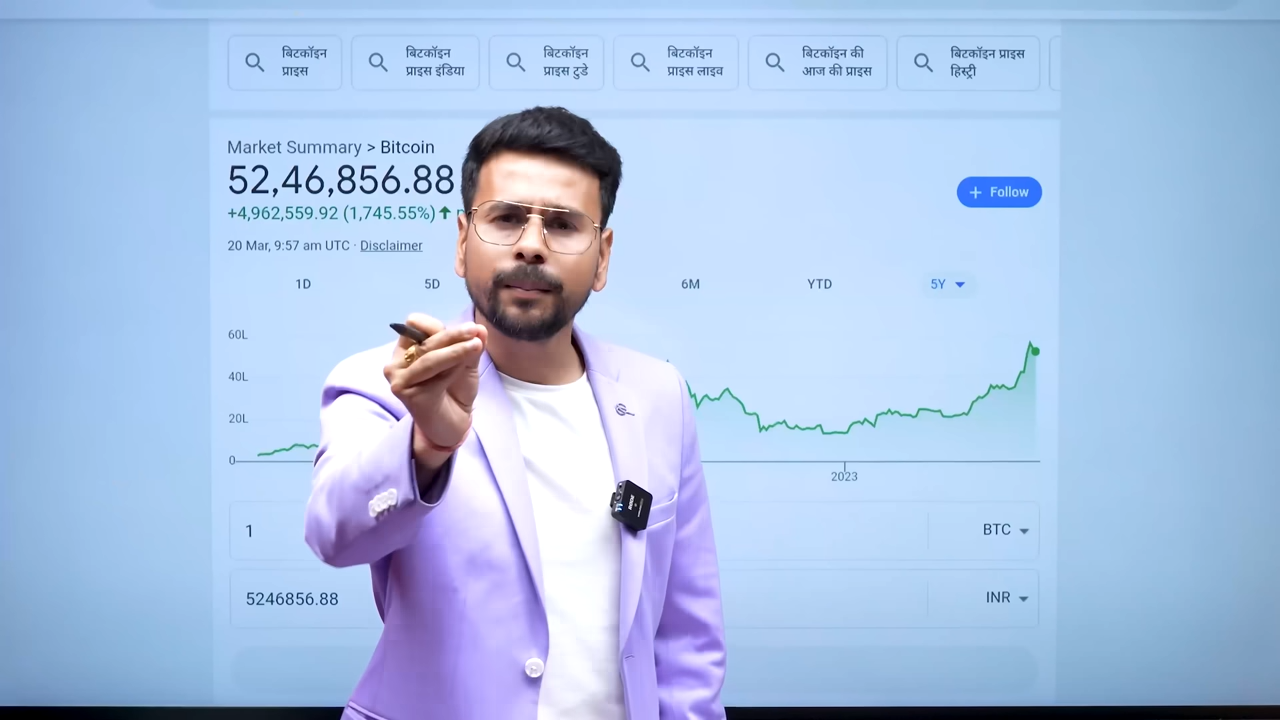 बिटकॉइन
प्राइस
बिटकॉइन
प्राइस इंडिया
बिटकॉइन
प्राइस टुडे
बिटकॉइन
प्राइस लाइव
बिटकॉइन की
आज की प्राइस
बिटकॉइन प्राइस
हिस्ट्री
Market Summary > Bitcoin
52,46,856.88
+4,962,559.92 (1,745.55%)
+ Follow
20 Mar, 9:57 am UTC · Disclaimer
1D
5D
6M
YTD
5Y
60L
40L
20L
0
2023
1
BTC
5246856.88
INR